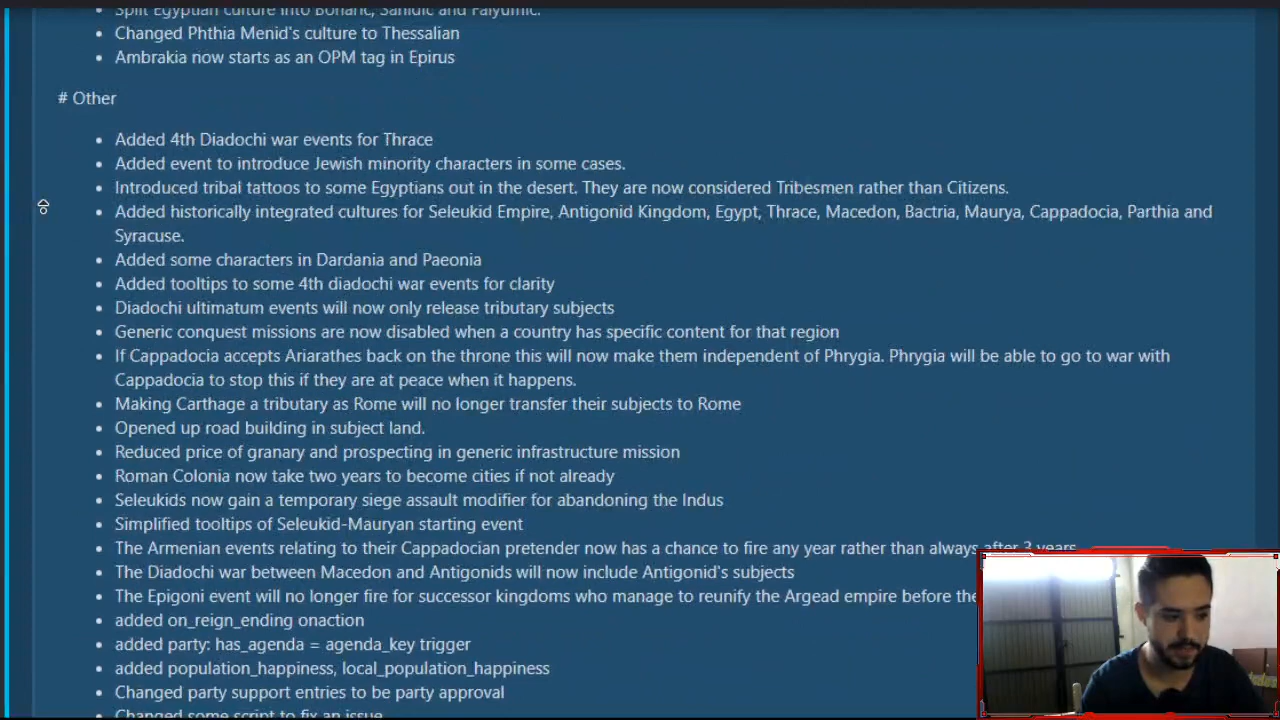 Split Egyptian culture into Bohairic, Sahidic and Faiyumic.
Changed Phthia Menid's culture to Thessalian
Ambrakia now starts as an OPM tag in Epirus
# Other
Added 4th Diadochi war events for Thrace
Added event to introduce Jewish minority characters in some cases.
Introduced tribal tattoos to some Egyptians out in the desert. They are now considered Tribesmen rather than Citizens.
Added historically integrated cultures for Seleukid Empire, Antigonid Kingdom, Egypt, Thrace, Macedon, Bactria, Maurya, Cappadocia, Parthia and
Syracuse.
Added some characters in Dardania and Paeonia
Added tooltips to some 4th diadochi war events for clarity
Diadochi ultimatum events will now only release tributary subjects
Generic conquest missions are now disabled when a country has specific content for that region
If Cappadocia accepts Ariarathes back on the throne this will now make them independent of Phrygia. Phrygia will be able to go to war with
Cappadocia to stop this if they are at peace when it happens.
Making Carthage a tributary as Rome will no longer transfer their subjects to Rome
Opened up road building in subject land.
Reduced price of granary and prospecting in generic infrastructure mission
Roman Colonia now take two years to become cities if not already
Seleukids now gain a temporary siege assault modifier for abandoning the Indus
Simplified tooltips of Seleukid-Mauryan starting event
The Armenian events relating to their Cappadocian pretender now has a chance to fire any year rather than always after 3 years
The Diadochi war between Macedon and Antigonids will now include Antigonid's subjects
The Epigoni event will no longer fire for successor kingdoms who manage to reunify the Argead empire before the
added on_reign_ending onaction
added party: has_agenda = agenda_key trigger
added population_happiness, local_population_happiness
Changed party support entries to be party approval
Changed some script to fix an issue